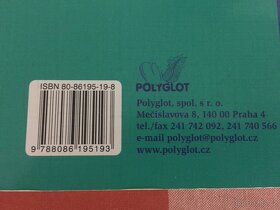 ISBN 80-86195-19-8
9 788086 195193
POLYGLOT
Polyglot, spol. s r. o.
Mečislavova 8, 140 00 Praha 4
tel./fax 241 742 092, 241 740 566
e-mail polyglot@polyglot.cz
www.polyglot.cz